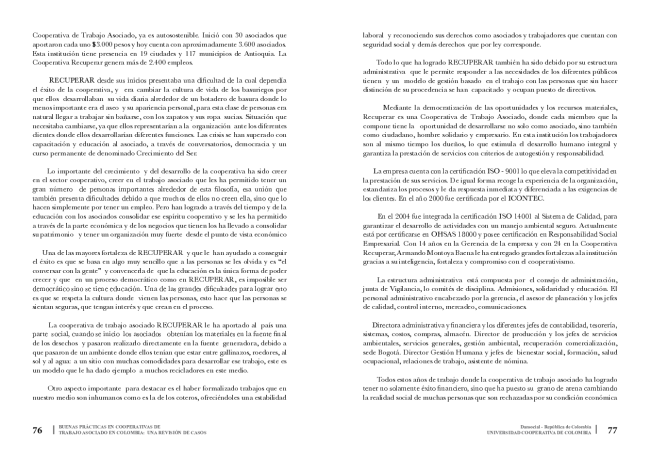 Cooperativa de Trabajo Asociado, ya es autosostenible. Inició con 30 asociados que
aportaron cada uno $3.000 pesos y hoy cuenta con aproximadamente 3.600 asociados.
Esta institución tiene presencia en 19 ciudades y 117 municipios de Antioquia. La
Cooperativa Recuperar genera más de 2.400 empleos.
RECUPERAR desde sus inicios presentaba una dificultad de la cual dependía
el éxito de la cooperativa, y era cambiar la cultura de vida de los basuriegos por
que ellos desarrollaban su vida diaria alrededor de un botadero de basura donde lo
menos importante era el aseo y su apariencia personal, para esta clase de personas era
natural llegar a trabajar sin bañarse, con los zapatos y sus ropa sucias. Situación que
necesitaba cambiarse, ya que ellos representarían a la organización ante los diferentes
clientes donde ellos desarrollarían diferentes funciones. Las crisis se han superado con
capacitación y educación al asociado, a través de conversatorios, democracia y un
curso permanente de denominado Crecimiento del Ser.
Lo importante del crecimiento y del desarrollo de la cooperativa ha sido creer
en el sector cooperativo, creer en el trabajo asociado que les ha permitido tener un
gran número de personas importantes alrededor de esta filosofía, esa unión que
también presenta dificultades debido a que muchos de ellos no creen ella, sino que lo
hacen simplemente por tener un empleo. Pero han logrado a través del tiempo y de la
educación con los asociados consolidar ese espíritu cooperativo y se les ha permitido
a través de la parte económica y de los negocios que tienen los ha llevado a consolidar
su patrimonio y tener un organización muy fuerte desde el punto de vista económico
Una de las mayores fortaleza de RECUPERAR y que le han ayudado a conseguir
el éxito es que se basa en algo muy sencillo que a las personas se les olvida y es “el
conversar con la gente” y convencerla de que la educación es la única forma de poder
crecer y que en un proceso democrático como en RECUPERAR, es imposible ser
democrático sino se tiene educación. Una de las grandes dificultades para lograr esto
es que se respeta la cultura donde vienen las personas, esto hace que las personas se
sientan seguras, que tengan interés y que crean en el proceso.
La cooperativa de trabajo asociado RECUPERAR le ha aportado al país una
parte social, cuando se inicio los asociados obtenían los materiales en la fuente final
de los desechos y pasaron realizarlo directamente en la fuente generadora, debido a
que pasaron de un ambiente donde ellos tenían que estar entre gallinazos, roedores, al
sol y al agua: a un sitio con muchas comodidades para desarrollar ese trabajo, este es
un modelo que le ha dado ejemplo a muchos recicladores en este medio.
Otro aspecto importante para destacar es el haber formalizado trabajos que en
nuestro medio son inhumanos como es la de los coteros, ofreciéndoles una estabilidad
76 BUENAS PRÁCTICAS EN COOPERATIVAS DE
TRABAJO ASOCIADO EN COLOMBIA: UNA REVISIÓN DE CASOS
laboral y reconociendo sus derechos como asociados y trabajadores que cuentan con
seguridad social y demás derechos que por ley corresponde.
Todo lo que ha logrado RECUPERAR también ha sido debido por su estructura
administrativa que le permite responder a las necesidades de los diferentes públicos
tienen y un modelo de gestión basado en el trabajo con las personas que sin hacer
distinción de su procedencia se han capacitado y ocupan puesto de directivos.
Mediante la democratización de las oportunidades y los recursos materiales,
Recuperar es una Cooperativa de Trabajo Asociado, donde cada miembro que la
compone tiene la oportunidad de desarrollarse no solo como asociado, sino también
como ciudadano, hombre solidario y empresario. En esta institución los trabajadores
son al mismo tiempo los dueños, lo que estimula el desarrollo humano integral y
garantiza la prestación de servicios con criterios de autogestión y responsabilidad.
La empresa cuenta con la certificación ISO - 9001 lo que eleva la competitividad en
la prestación de sus servicios. De igual forma recoge la experiencia de la organización,
estandariza los procesos y le da respuesta inmediata y diferenciada a las exigencias de
los clientes. En el año 2000 fue certificada por el ICONTEC.
En el 2004 fue integrada la certificación ISO 14001 al Sistema de Calidad, para
garantizar el desarrollo de actividades con un manejo ambiental seguro. Actualmente
está por certificarse en OHSAS 18000 y posee certificación en Responsabilidad Social
Empresarial. Con 14 años en la Gerencia de la empresa y con 24 en la Cooperativa
Recuperar, Armando Montoya Baena le ha entregado grandes fortalezas a la institución
gracias a su inteligencia, fortaleza y compromiso con el cooperativismo.
La estructura administrativa está compuesta por el consejo de administración,
junta de Vigilancia, lo comités de disciplina. Admisiones, solidaridad y educación. El
personal administrativo encabezado por la gerencia, el asesor de planeación y los jefes
de calidad, control interno, mercadeo, comunicaciones.
Directora administrativa y financiera y los diferentes jefes de contabilidad, tesorería,
sistemas, costos, compras, almacén. Director de producción y los jefes de servicios
ambientales, servicios generales, gestión ambiental, recuperación comercialización,
sede Bogotá. Director Gestión Humana y jefes de bienestar social, formación, salud
ocupacional, relaciones de trabajo, asistente de nómina.
Todos estos años de trabajo donde la cooperativa de trabajo asociado ha logrado
tener no solamente éxito financiero, sino que ha puesto su grano de arena cambiando
la realidad social de muchas personas que son rechazadas por su condición económica
Dansocial - República de Colombia
UNIVERSIDAD COOPERATIVA DE COLOMBIA 77